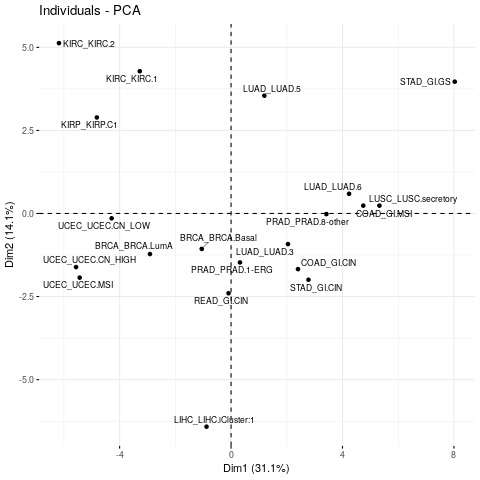 Individuals - PCA
KIRC_KIRC.2
KIRC_KIRC.1
STAD_GI.GS
LUAD_LUAD.5
KIRP_KIRP.C1
LUAD_LUAD.6
LUSC_LUSC.secretory
COAD_GI.MSI
PRAD_PRAD.8-other
UCEC_UCEC.CN_LOW
BRCA_BRCA.Basal
BRCA_BRCA.LumA
LUAD_LUAD.3
UCEC_UCEC.CN_HIGH
COAD_GI.CIN
PRAD_PRAD.1-ERG
UCEC_UCEC.MSI
STAD_GI.CIN
READ_GI.CIN
LIHC_LIHC.iCluster:1
5.0
2.5
0.0
-2.5
-5.0
Dim2 (14.1%)
-4 0 4 8
Dim1 (31.1%)